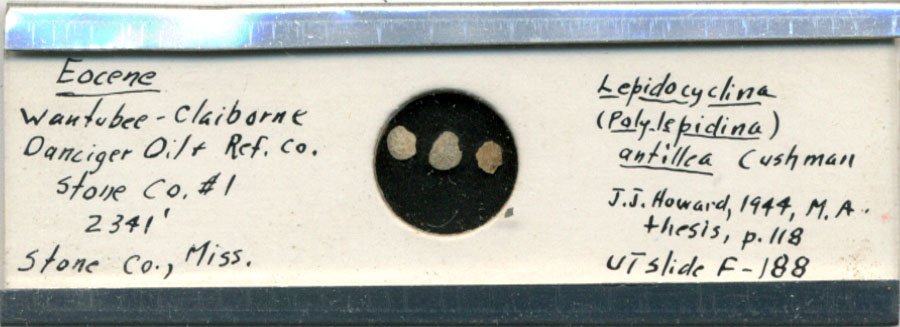 Eocene
Wautubee - Claiborne
Danciger Oil + Ref. Co.
Stone Co. #1
2341'
Stone Co., Miss.
Lepidocyclina
(Polylepidina)
antillea Cushman
J.J. Howard, 1944, M.A.
thesis, p. 118
UT slide F-188